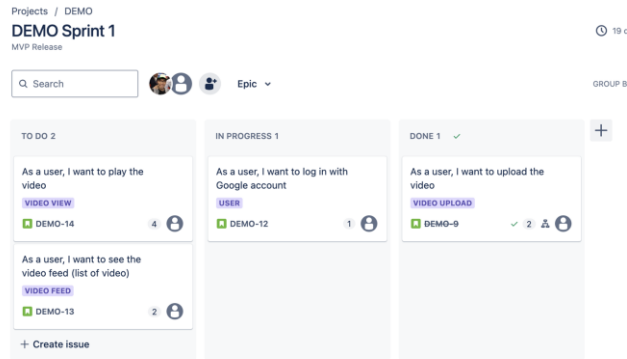 Projects / DEMO
DEMO Sprint 1
19
MVP Release
Search
Epic
GROUP B
TO DO 2
As a user, I want to play the
video
VIDEO VIEW
DEMO-14
4
As a user, I want to see the
video feed (list of video)
VIDEO FEED
DEMO-13
2
+ Create issue
IN PROGRESS 1
As a user, I want to log in with
Google account
USER
DEMO-12
1
DONE 1
As a user, I want to upload the
video
VIDEO UPLOAD
DEMO-9
2